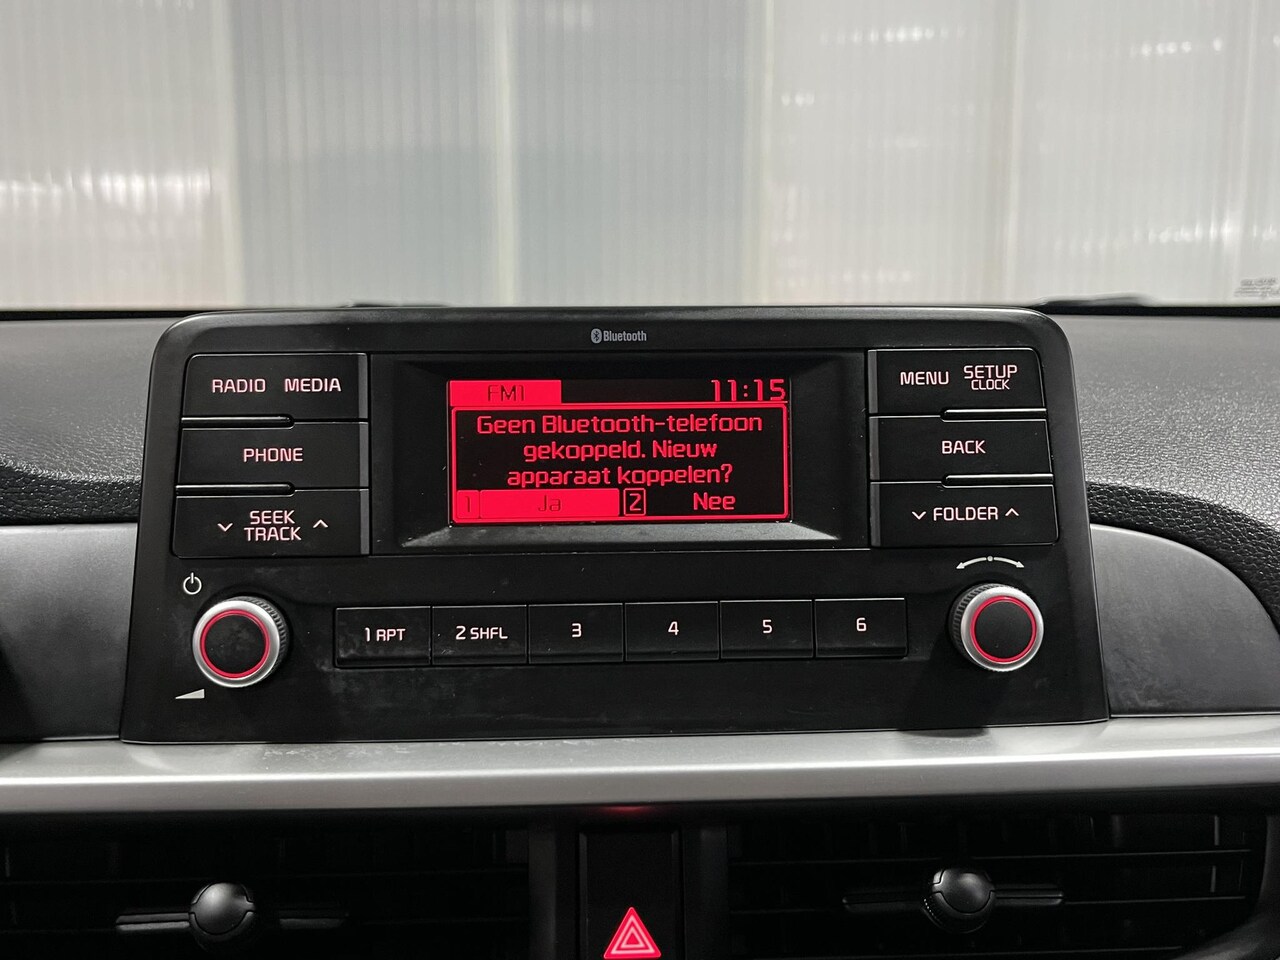 Bluetooth
RADIO MEDIA
MENU SETUP
CLOCK
FM1 11:15
Geen Bluetooth-telefoon
gekoppeld. Nieuw
apparaat koppelen?
1 Ja 2 Nee
PHONE
BACK
SEEK
TRACK
FOLDER
1 RPT 2 SHFL 3 4 5 6